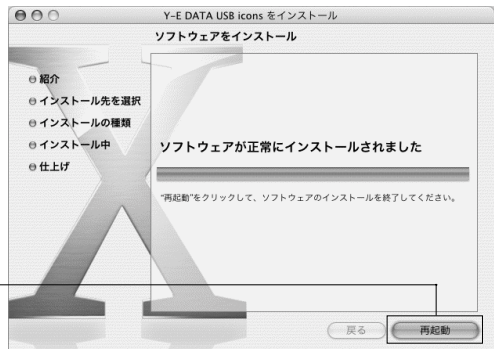 Y-E DATA USB icons をインストール
ソフトウェアをインストール
紹介
インストール先を選択
インストールの種類
インストール中
仕上げ
ソフトウェアが正常にインストールされました
"再起動"をクリックして、ソフトウェアのインストールを終了してください。
戻る
再起動